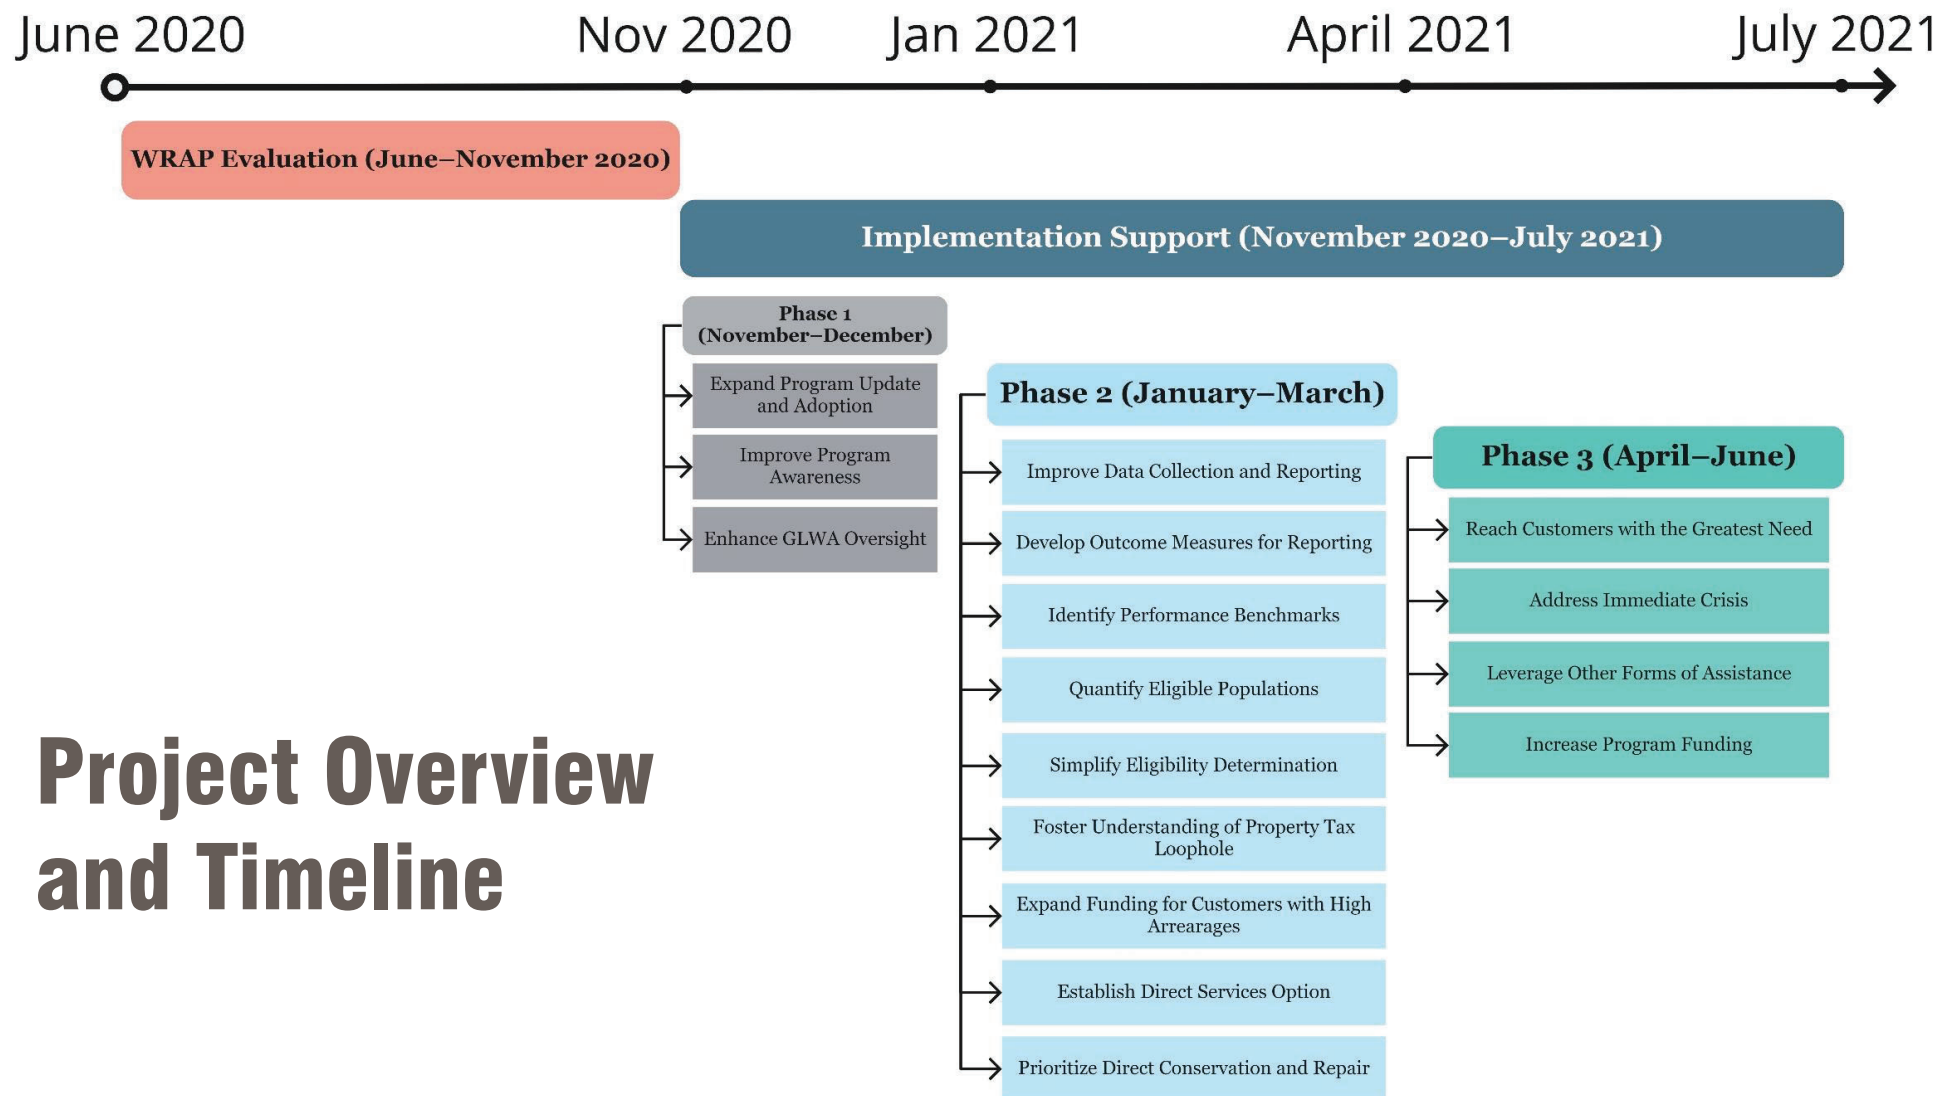 June 2020
Nov 2020
Jan 2021
April 2021
July 2021
WRAP Evaluation (June–November 2020)
Implementation Support (November 2020–July 2021)
Phase 1
(November–December)
Expand Program Update
and Adoption
Improve Program
Awareness
Enhance GLWA Oversight
Phase 2 (January–March)
Improve Data Collection and Reporting
Develop Outcome Measures for Reporting
Identify Performance Benchmarks
Quantify Eligible Populations
Simplify Eligibility Determination
Foster Understanding of Property Tax
Loophole
Expand Funding for Customers with High
Arrearages
Establish Direct Services Option
Prioritize Direct Conservation and Repair
Phase 3 (April–June)
Reach Customers with the Greatest Need
Address Immediate Crisis
Leverage Other Forms of Assistance
Increase Program Funding
Project Overview
and Timeline